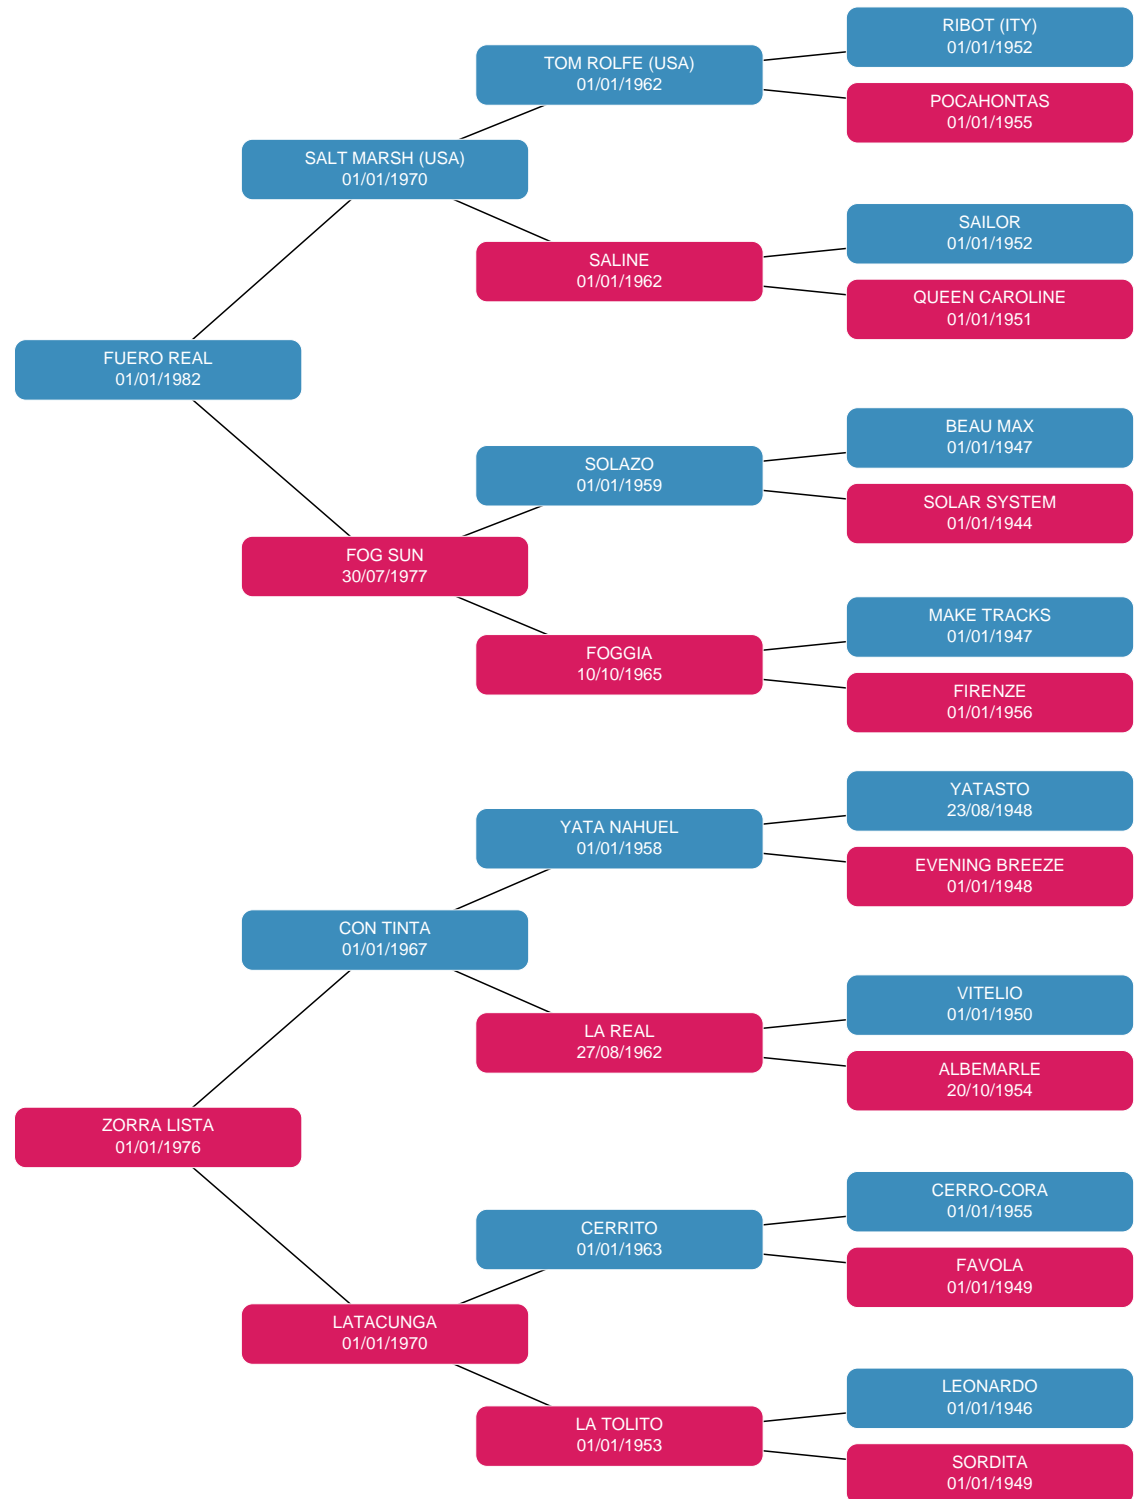 RIBOT (ITY)
01/01/1952
TOM ROLFE (USA)
01/01/1962
POCAHONTAS
01/01/1955
SALT MARSH (USA)
01/01/1970
SAILOR
01/01/1952
SALINE
01/01/1962
QUEEN CAROLINE
01/01/1951
FUERO REAL
01/01/1982
BEAU MAX
01/01/1947
SOLAZO
01/01/1959
SOLAR SYSTEM
01/01/1944
FOG SUN
30/07/1977
MAKE TRACKS
01/01/1947
FOGGIA
10/10/1965
FIRENZE
01/01/1956
YATASTO
23/08/1948
YATA NAHUEL
01/01/1958
EVENING BREEZE
01/01/1948
CON TINTA
01/01/1967
VITELIO
01/01/1950
LA REAL
27/08/1962
ALBEMARLE
20/10/1954
ZORRA LISTA
01/01/1976
CERRO-CORA
01/01/1955
CERRITO
01/01/1963
FAVOLA
01/01/1949
LATACUNGA
01/01/1970
LEONARDO
01/01/1946
LA TOLITO
01/01/1953
SORDITA
01/01/1949